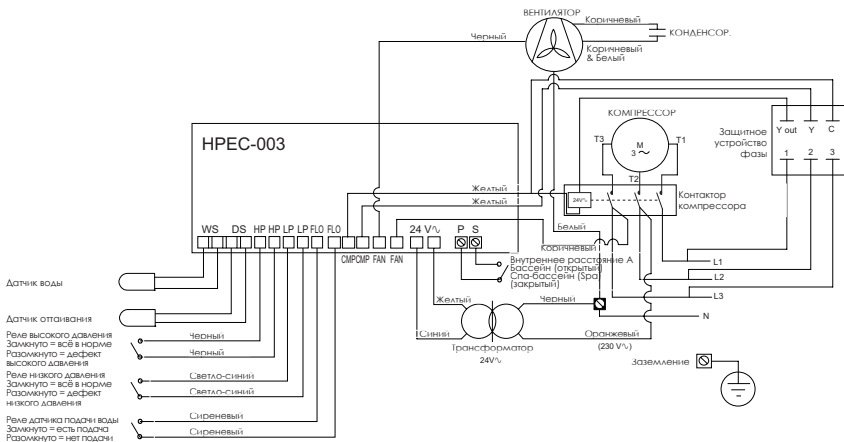 ВЕНТИЛЯТОР
Коричневый
КОНДЕНСОР.
Черный
Коричневый
& Белый
HPEC-003
КОМПРЕССОР
M
3
T3
T1
T2
Защитное
устройство
фазы
Y out
Y
C
1
2
3
Желтый
Желтый
24V∿
Контактор
компрессора
Белый
Коричневый
WS
DS
HP
HP
LP
LP
FLO
FLO
CMP
CMP
FAN
FAN
24 V∿
P
S
Внутреннее расстояние А
Бассейн (открытый)
Спа-бассейн (Spa)
(закрытый)
L1
L2
L3
N
Датчик воды
Датчик оттаивания
Желтый
Черный
Синий
Оранжевый
(230 V∿)
Трансформатор
24V∿
Заземление
Реле высокого давления
Замкнуто = всё в норме
Разомкнуто = дефект
высокого давления
Черный
Черный
Реле низкого давления
Замкнуто = всё в норме
Разомкнуто = дефект
низкого давления
Светло-синий
Светло-синий
Реле датчика подачи воды
Замкнуто = есть подача
Разомкнуто = нет подачи
Сиреневый
Сиреневый